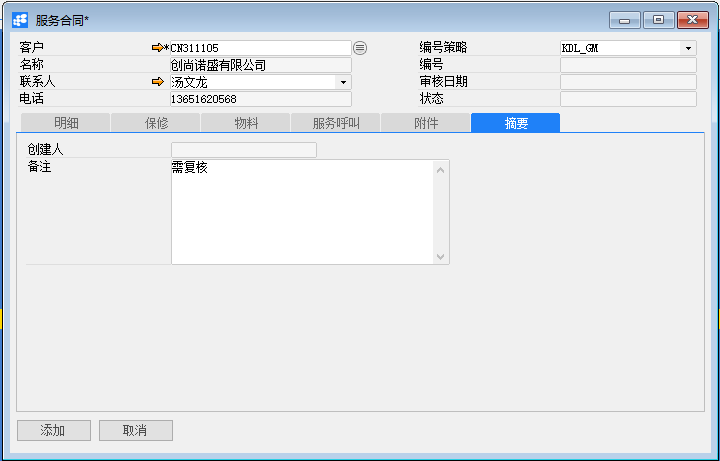 服务合同*
客户 *CN311105 编号策略 KDL_GM
名称 创尚诺盛有限公司 编号
联系人 汤文龙 审核日期
电话 13651620568 状态
明细 保修 物料 服务呼叫 附件 摘要
创建人
备注 需复核
添加 取消